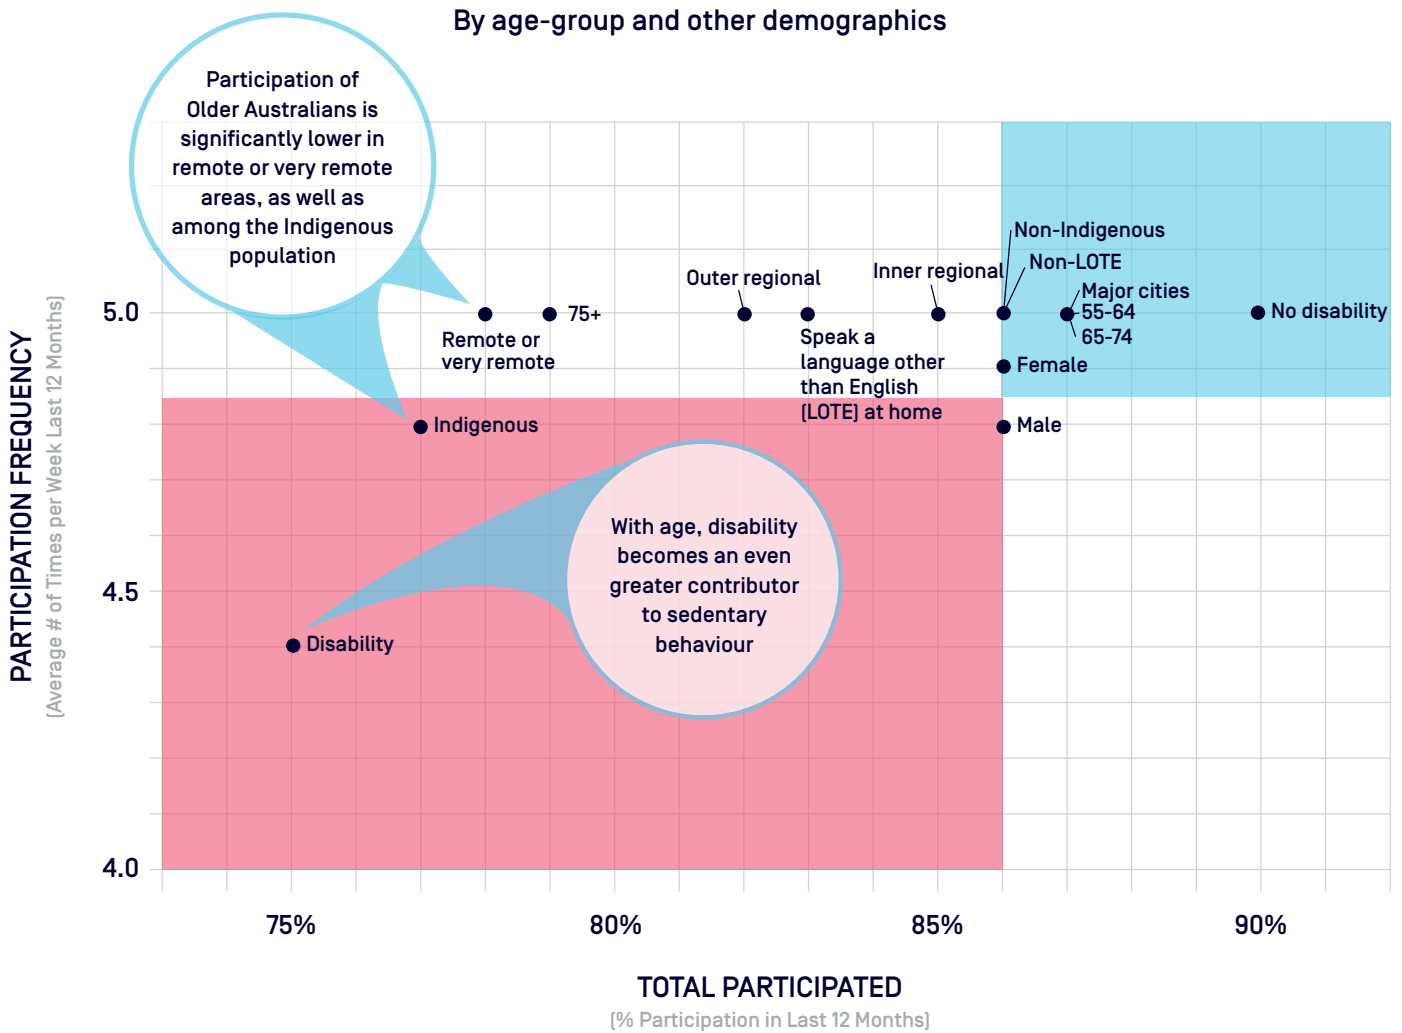 By age-group and other demographics
Participation of
Older Australians is
significantly lower in
remote or very remote
areas, as well as
among the Indigenous
population
Non-Indigenous
Non-LOTE
Outer regional
Inner regional
Major cities
55-64
65-74
No disability
75+
Remote or
very remote
Speak a
language other
than English
(LOTE) at home
Female
Male
Indigenous
With age, disability
becomes an even
greater contributor
to sedentary
behaviour
Disability
PARTICIPATION FREQUENCY
(Average # of Times per Week Last 12 Months)
5.0
4.5
4.0
75%
80%
85%
90%
TOTAL PARTICIPATED
(% Participation in Last 12 Months)